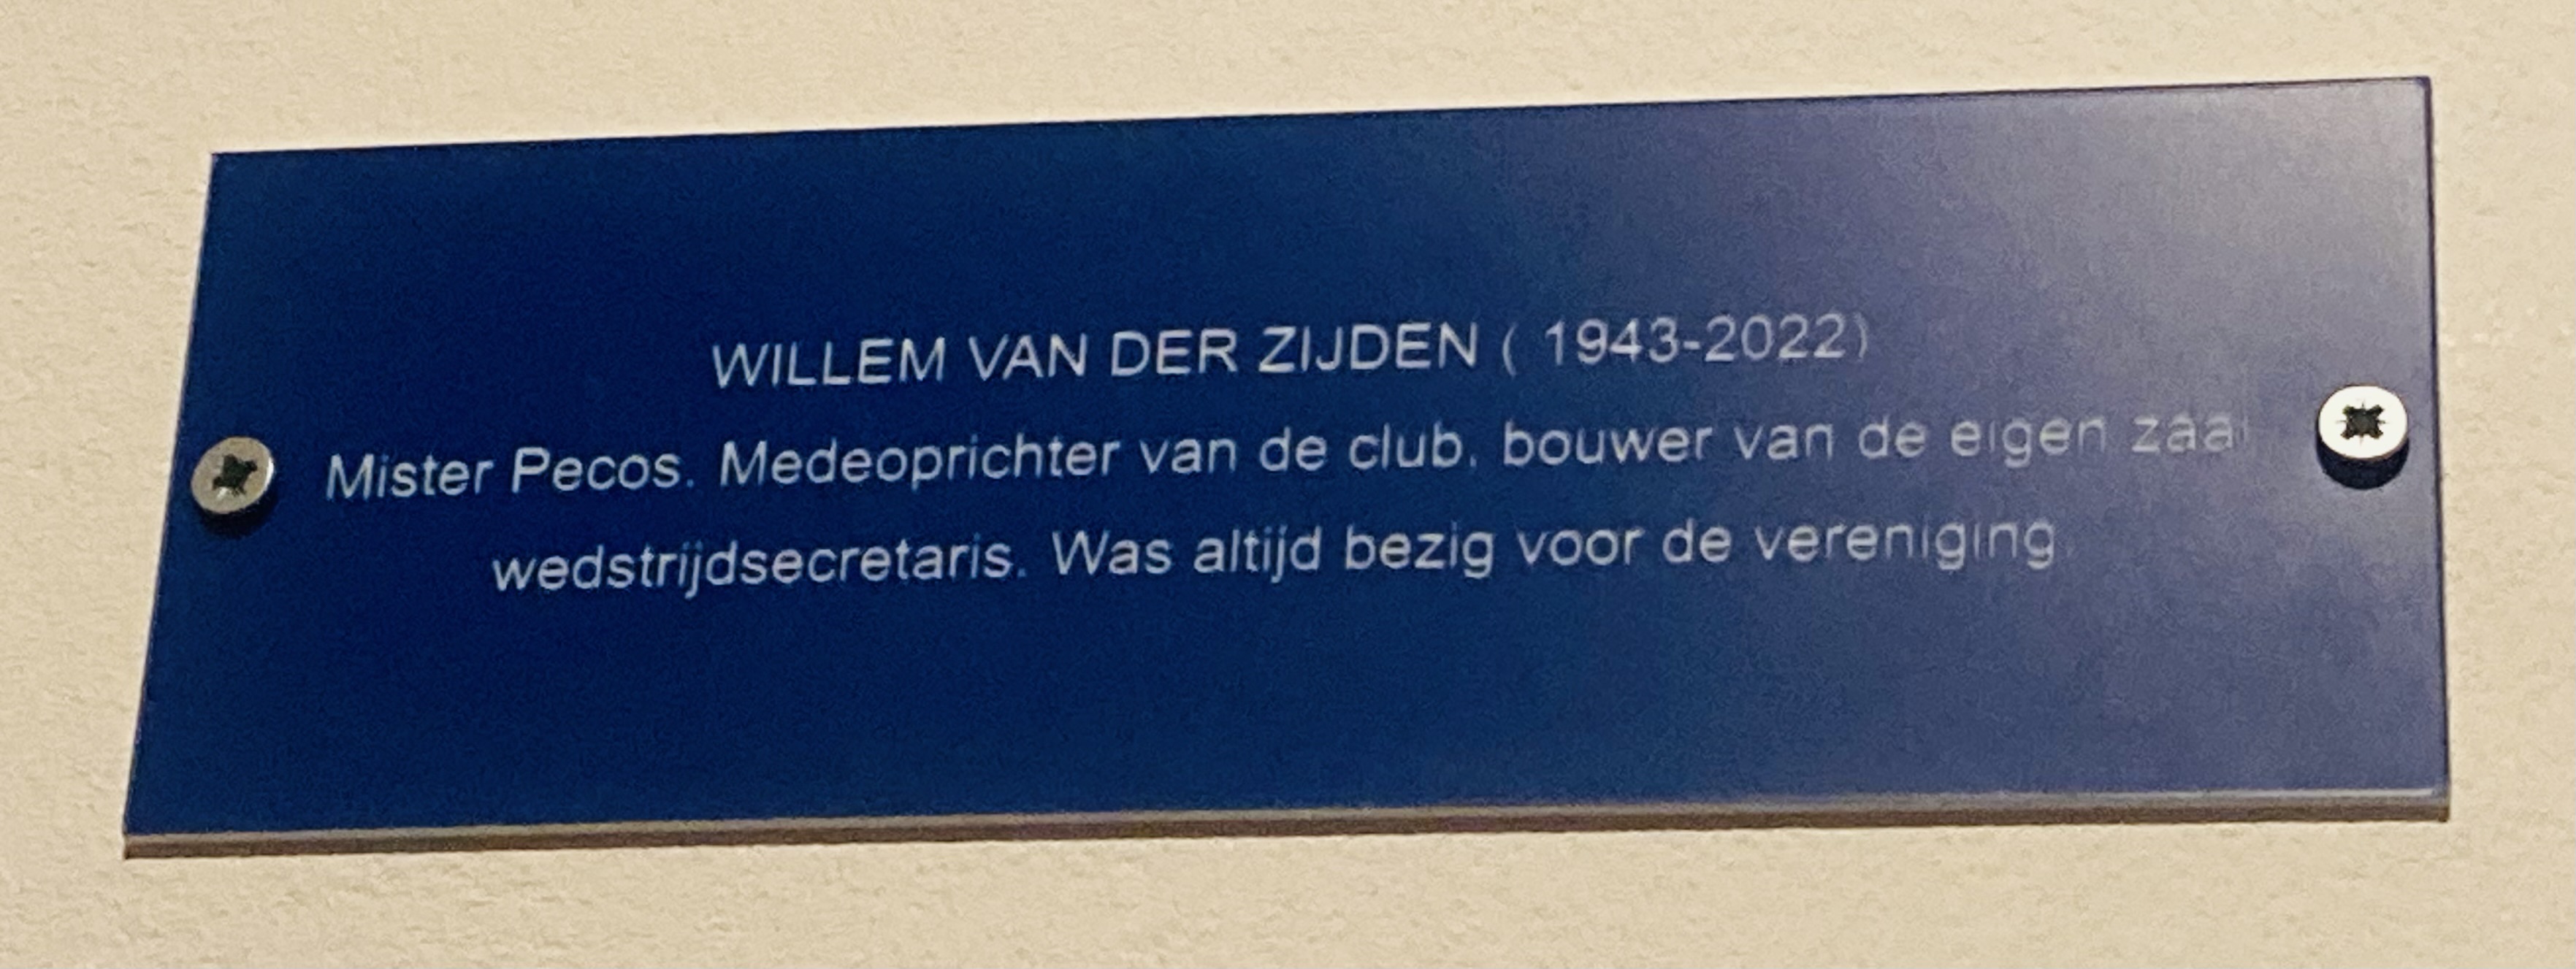 WILLEM VAN DER ZIJDEN ( 1943-2022)
Mister Pecos. Medeoprichter van de club, bouwer van de eigen zaal
wedstrijdsecretaris. Was altijd bezig voor de vereniging